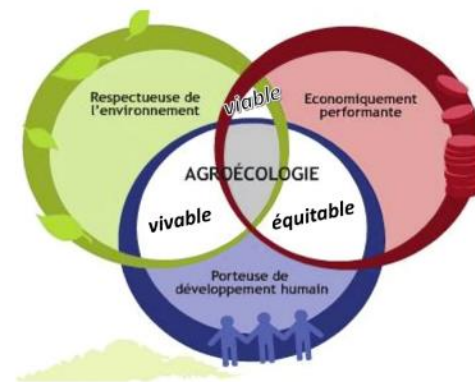 Respectueuse de
l'environnement
viable
Economiquement
performante
AGROÉCOLOGIE
vivable
équitable
Porteuse de
développement humain